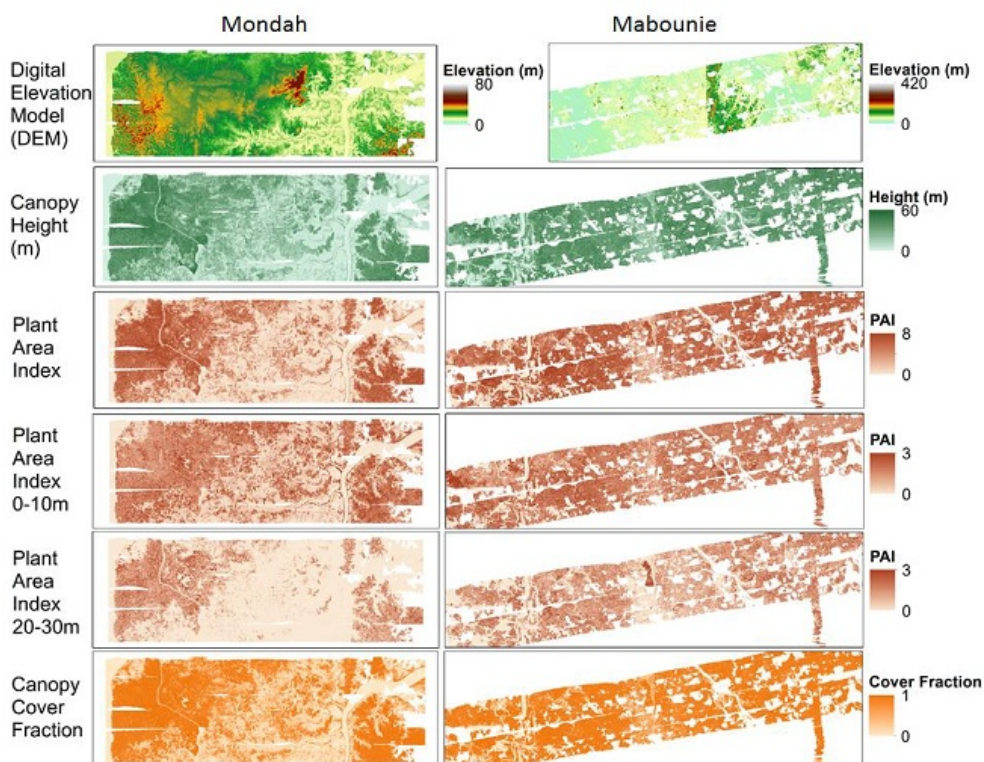 Mondah
Mabounie
Digital
Elevation
Model
(DEM)
Elevation (m)
80
0
Elevation (m)
420
0
Canopy
Height
(m)
Height (m)
60
0
Plant
Area
Index
PAI
8
0
Plant
Area
Index
0-10m
PAI
3
0
Plant
Area
Index
20-30m
PAI
3
0
Canopy
Cover
Fraction
Cover Fraction
1
0